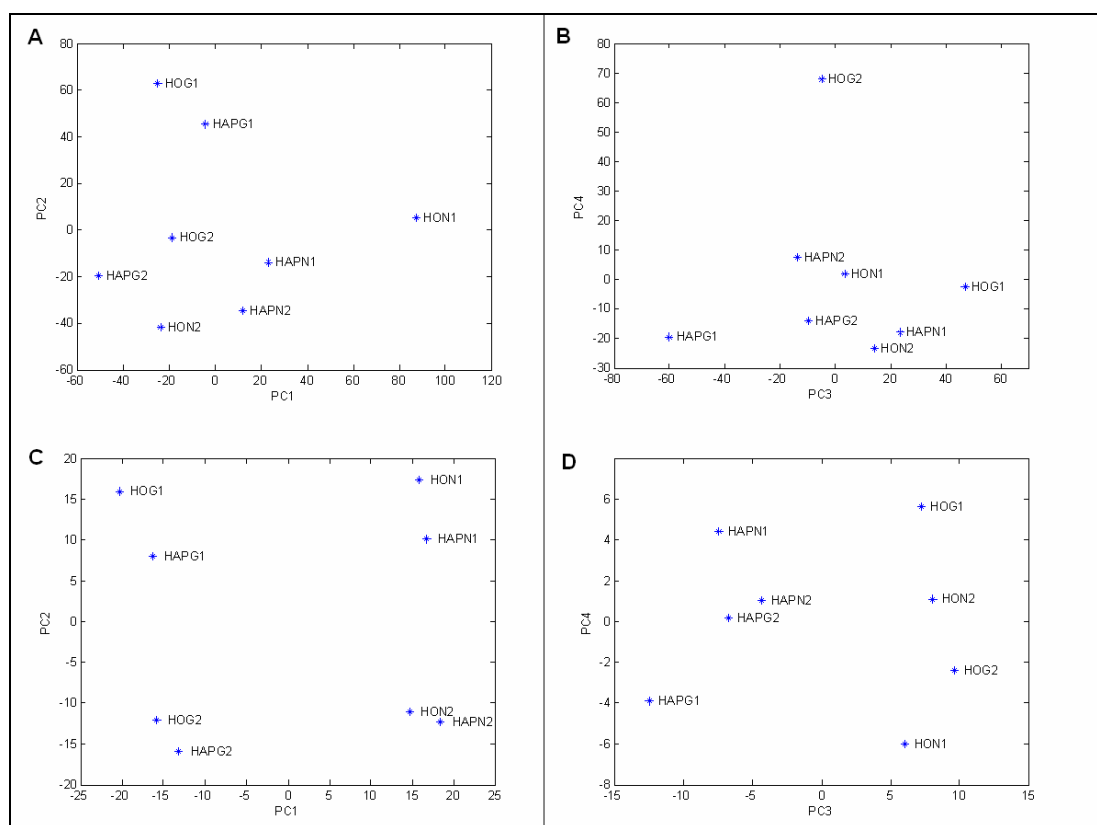 A
80
60
40
20
0
-20
-40
-60
PC2
HOG1
HAPG1
HON1
HOG2
HAPN1
HAPG2
HAPN2
HON2
-60 -40 -20 0 20 40 60 80 100 120
PC1
B
80
70
60
50
40
30
20
10
0
-10
-20
-30
PC4
HOG2
HAPN2
HON1
HOG1
HAPG2
HAPN1
HAPG1
HON2
-80 -60 -40 -20 0 20 40 60
PC3
C
20
15
10
5
0
-5
-10
-15
-20
PC2
HON1
HOG1
HAPN1
HAPG1
HON2
HOG2
HAPN2
HAPG2
-25 -20 -15 -10 -5 0 5 10 15 20 25
PC1
D
6
4
2
0
-2
-4
-6
-8
PC4
HOG1
HAPN1
HAPN2
HON2
HAPG2
HOG2
HAPG1
HON1
-15 -10 -5 0 5 10 15
PC3